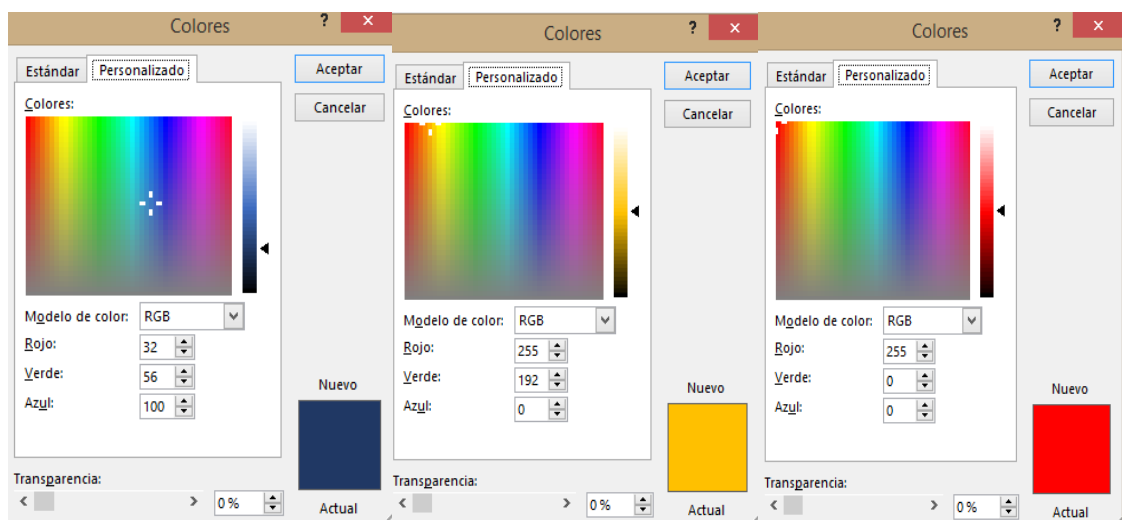 Colores ?
Estándar Personalizado Aceptar
Colores: Cancelar
Modelo de color: RGB
Rojo: 32
Verde: 56
Azul: 100
Nuevo
Transparencia:
0 %
Actual
Colores ?
Estándar Personalizado Aceptar
Colores: Cancelar
Modelo de color: RGB
Rojo: 255
Verde: 192
Azul: 0
Nuevo
Transparencia:
0 %
Actual
Colores ?
Estándar Personalizado Aceptar
Colores: Cancelar
Modelo de color: RGB
Rojo: 255
Verde: 0
Azul: 0
Nuevo
Transparencia:
0 %
Actual